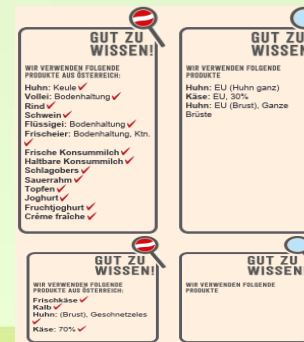 GUT ZU
WISSEN!
WIR VERWENDEN FOLGENDE
PRODUKTE AUS ÖSTERREICH:
Huhn: Keule
Vollei: Bodenhaltung
Rind
Schwein
Flüssigei: Bodenhaltung
Frischeier: Bodenhaltung, Ktn.
Frische Konsummilch
Haltbare Konsummilch
Schlagobers
Sauerrahm
Topfen
Joghurt
Fruchtjoghurt
Crème fraîche
GUT ZU
WISSEN
WIR VERWENDEN FOLGENDE
PRODUKTE
Huhn: EU (Huhn ganz)
Käse: EU, 30%
Huhn: EU (Brust), Ganze
Brüste
GUT ZU
WISSEN!
WIR VERWENDEN FOLGENDE
PRODUKTE AUS ÖSTERREICH:
Frischkäse
Kalb
Huhn: (Brust), Geschnetzeles
Käse: 70%
GUT ZU
WISSEN
WIR VERWENDEN FOLGENDE
PRODUKTE